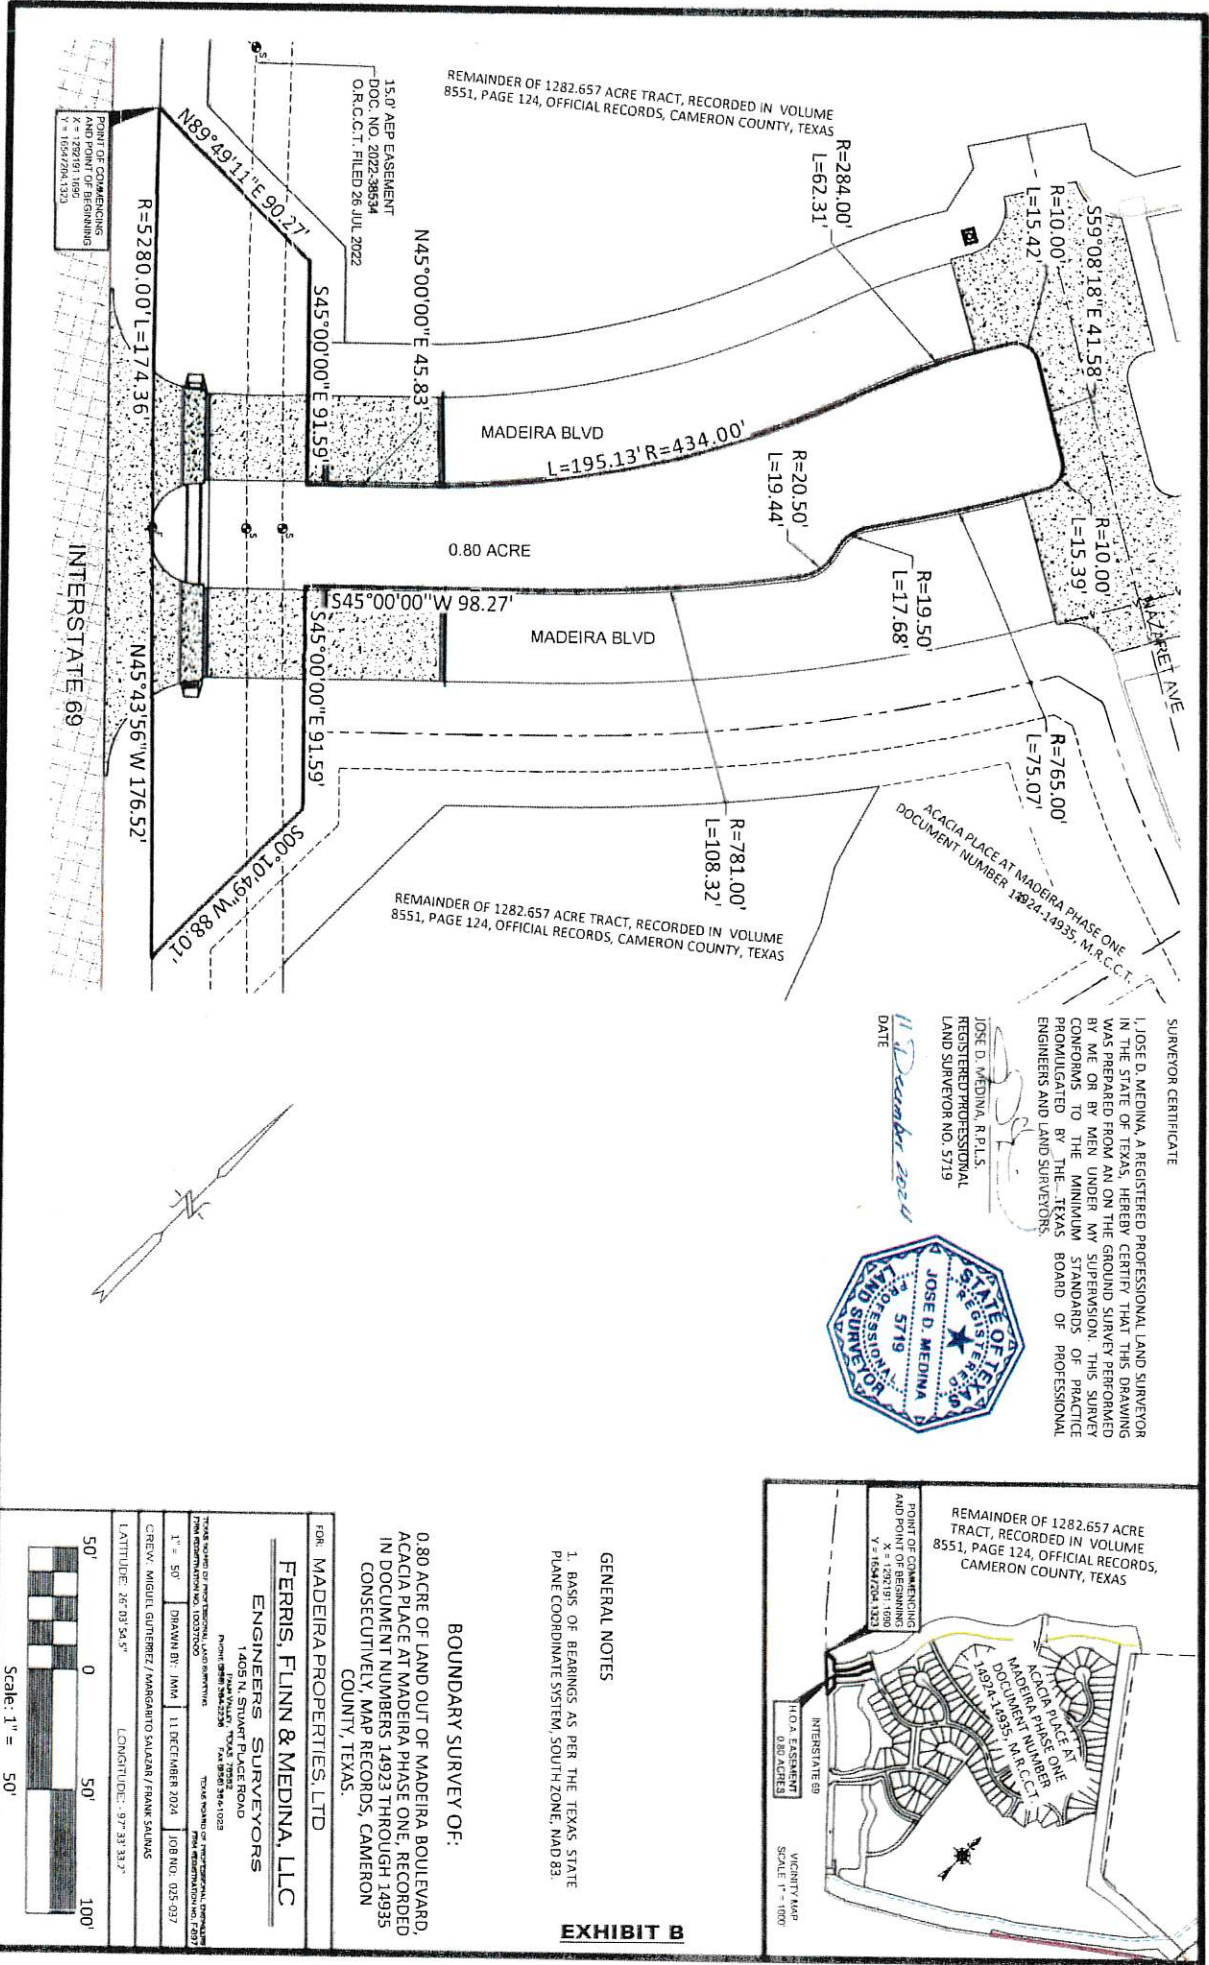 REMAINDER OF 1282.657 ACRE TRACT, RECORDED IN VOLUME
8551, PAGE 124, OFFICIAL RECORDS, CAMERON COUNTY, TEXAS
15.0' AEP EASEMENT
DOC. NO. 2022-38534
O.R.C.C.T. FILED 26 JUL 2022
POINT OF COMMENCING
AND POINT OF BEGINNING
X = 1292191.1690
Y = 16547204.1323
N89°49'11"E 90.27'
R=5280.00' L=174.36'
S45°00'00"E 91.59'
N45°00'00"E 45.83'
R=284.00'
L=62.31'
S59°08'18"E 41.58'
R=10.00'
L=15.42'
MADEIRA BLVD
L=195.13' R=434.00'
R=20.50'
L=19.44'
R=10.00'
L=15.39'
NAZARET AVE
0.80 ACRE
R=19.50'
L=17.68'
S45°00'00"W 98.27'
MADEIRA BLVD
S45°00'00"E 91.59'
INTERSTATE 69
N45°43'56"W 176.52'
S00°10'49"W 88.01'
R=765.00'
L=75.07'
R=781.00'
L=108.32'
ACACIA PLACE AT MADEIRA PHASE ONE
DOCUMENT NUMBER 14924-14935, M.R.C.C.T.
REMAINDER OF 1282.657 ACRE TRACT, RECORDED IN VOLUME
8551, PAGE 124, OFFICIAL RECORDS, CAMERON COUNTY, TEXAS
N
SURVEYOR CERTIFICATE
I, JOSE D. MEDINA, A REGISTERED PROFESSIONAL LAND SURVEYOR
IN THE STATE OF TEXAS, HEREBY CERTIFY THAT THIS DRAWING
WAS PREPARED FROM AN ON THE GROUND SURVEY PERFORMED
BY ME OR BY MEN UNDER MY SUPERVISION. THIS SURVEY
CONFORMS TO THE MINIMUM STANDARDS OF PRACTICE
PROMULGATED BY THE TEXAS BOARD OF PROFESSIONAL
ENGINEERS AND LAND SURVEYORS.
JOSE D. MEDINA, R.P.L.S.
REGISTERED PROFESSIONAL
LAND SURVEYOR NO. 5719
11 December 2024
DATE
STATE OF TEXAS
REGISTERED
JOSE D. MEDINA
5719
PROFESSIONAL
LAND SURVEYOR
REMAINDER OF 1282.657 ACRE
TRACT, RECORDED IN VOLUME
8551, PAGE 124, OFFICIAL RECORDS,
CAMERON COUNTY, TEXAS
POINT OF COMMENCING
AND POINT OF BEGINNING
X = 1292191.1690
Y = 16547204.1323
ACACIA PLACE AT
MADEIRA PHASE ONE
DOCUMENT NUMBER
14924-14935, M.R.C.C.T.
INTERSTATE 69
H.O.A. EASEMENT
0.80 ACRES
VICINITY MAP
SCALE 1" = 1000'
GENERAL NOTES
1. BASIS OF BEARINGS AS PER THE TEXAS STATE
PLANE COORDINATE SYSTEM, SOUTH ZONE, NAD 83.
EXHIBIT B
BOUNDARY SURVEY OF:
0.80 ACRE OF LAND OUT OF MADEIRA BOULEVARD,
ACACIA PLACE AT MADEIRA PHASE ONE, RECORDED
IN DOCUMENT NUMBERS 14923 THROUGH 14935
CONSECUTIVELY, MAP RECORDS, CAMERON
COUNTY, TEXAS.
FOR: MADEIRA PROPERTIES, LTD
FERRIS, FLINN & MEDINA, LLC
ENGINEERS SURVEYORS
1405 N. STUART PLACE ROAD
PALM VALLEY, TEXAS 78552
1" = 50'
DRAWN BY: JMM
11 DECEMBER 2024
JOB NO: 025-037
CREW: MIGUEL GUTIERREZ / MARGARITO SALAZAR / FRANK SALINAS
LATITUDE: 26° 03' 54.5"
LONGITUDE: - 97° 33' 33.2"
50'
0
50'
100'
Scale: 1" = 50'